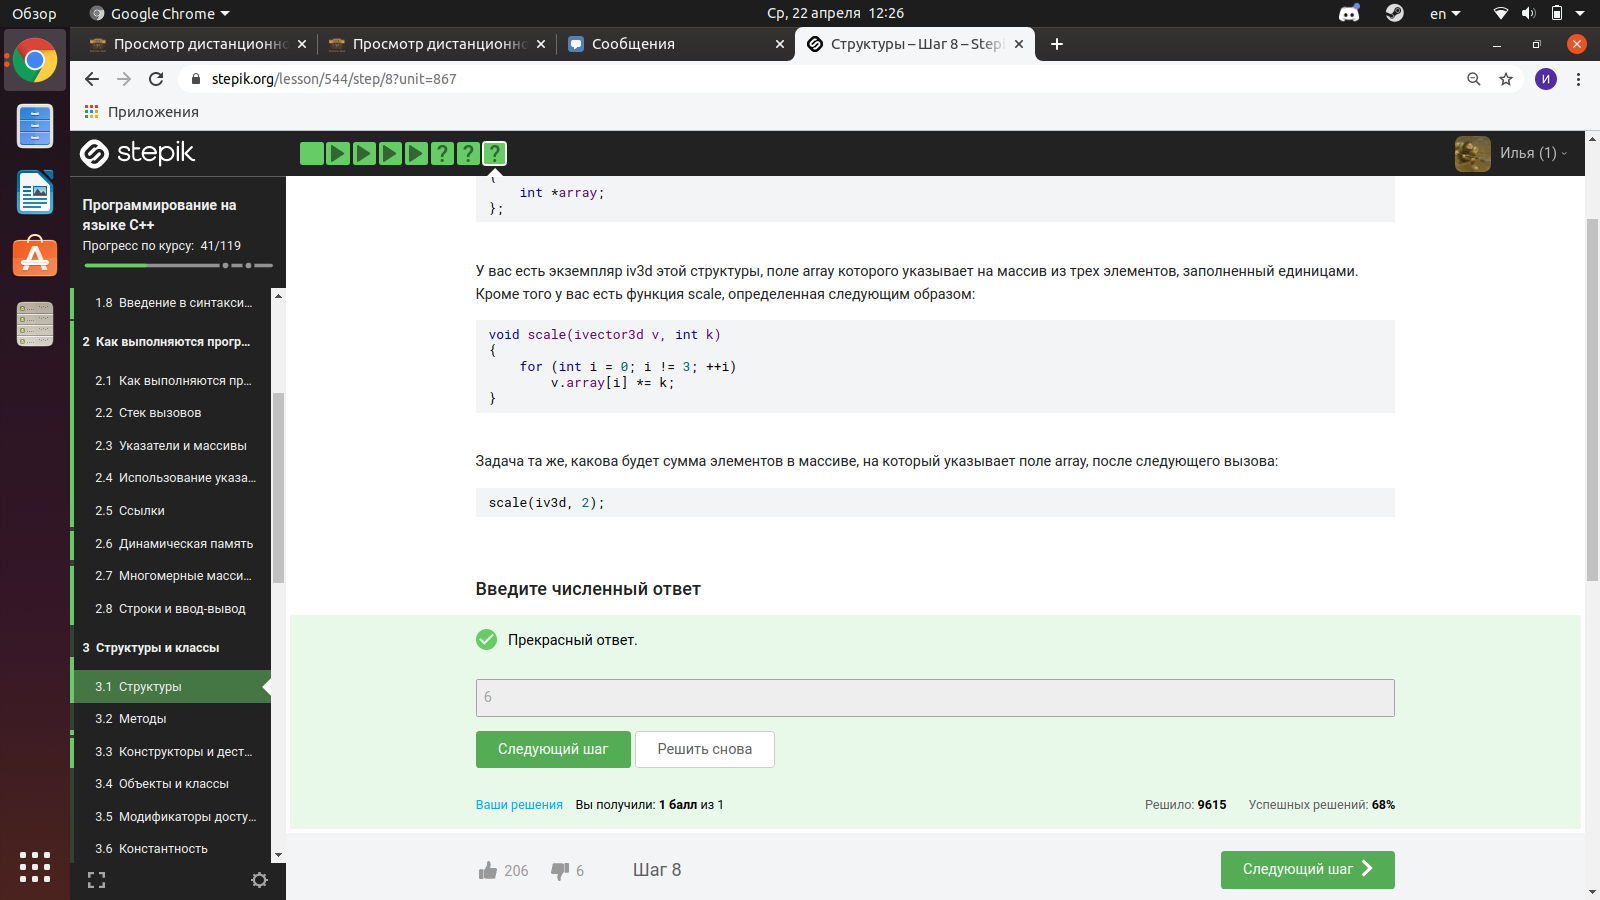 Обзор
Google Chrome
Ср, 22 апреля 12:26
en
Просмотр дистанционно
Просмотр дистанционно
Сообщения
Структуры – Шаг 8 – Step
stepik.org/lesson/544/step/8?unit=867
И
Приложения
stepik
? ? ?
Илья (1)
Программирование на
языке C++
Прогресс по курсу: 41/119
1.8 Введение в синтакси...
2 Как выполняются прогр...
2.1 Как выполняются пр...
2.2 Стек вызовов
2.3 Указатели и массивы
2.4 Использование указа...
2.5 Ссылки
2.6 Динамическая память
2.7 Многомерные масси...
2.8 Строки и ввод-вывод
3 Структуры и классы
3.1 Структуры
3.2 Методы
3.3 Конструкторы и дест...
3.4 Объекты и классы
3.5 Модификаторы досту...
3.6 Константность
{
int *array;
};
У вас есть экземпляр iv3d этой структуры, поле array которого указывает на массив из трех элементов, заполненный единицами.
Кроме того у вас есть функция scale, определенная следующим образом:
void scale(ivector3d v, int k)
{
for (int i = 0; i != 3; ++i)
v.array[i] *= k;
}
Задача та же, какова будет сумма элементов в массиве, на который указывает поле array, после следующего вызова:
scale(iv3d, 2);
Введите численный ответ
Прекрасный ответ.
6
Следующий шаг
Решить снова
Ваши решения Вы получили: 1 балл из 1
Решило: 9615 Успешных решений: 68%
206 6 Шаг 8
Следующий шаг